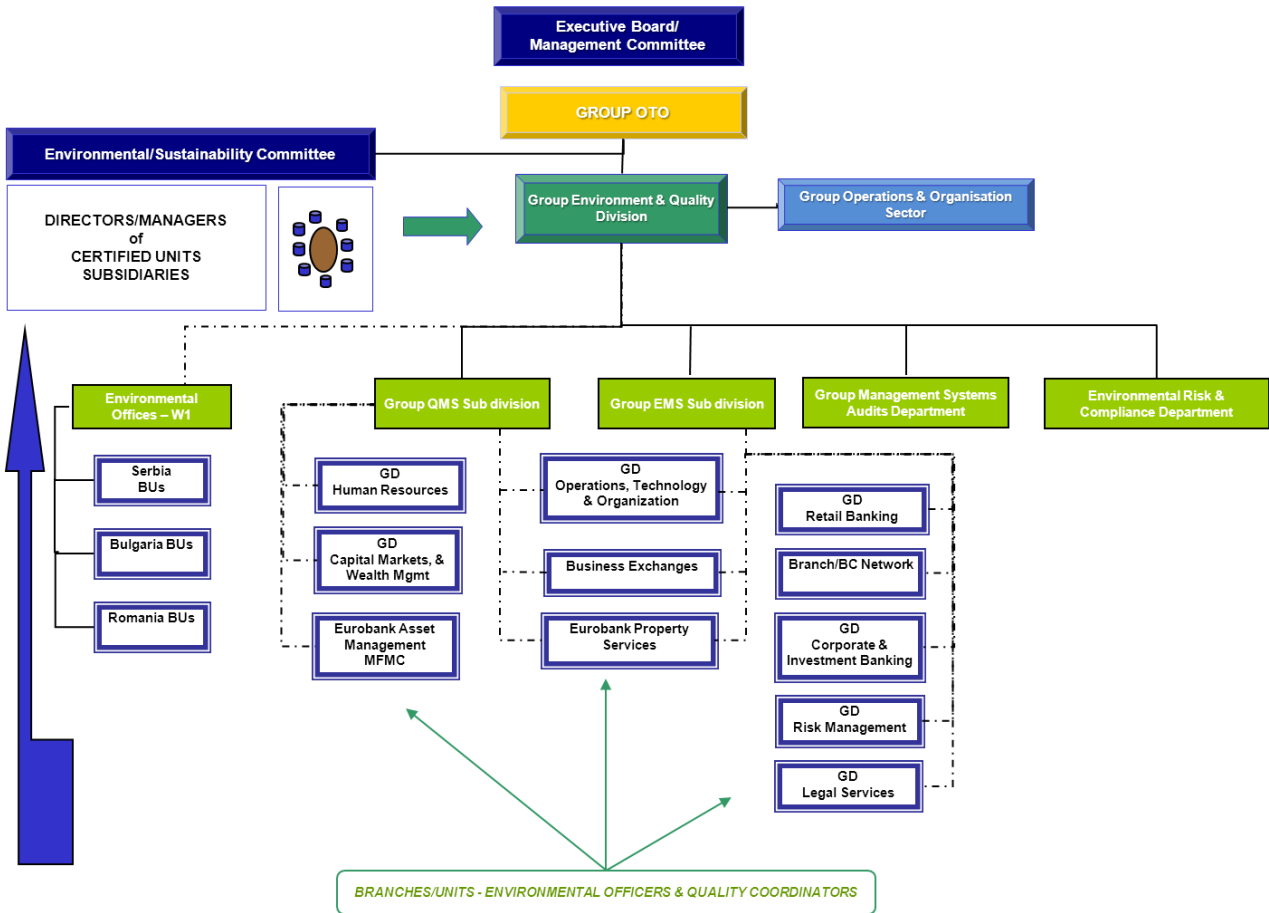 Executive Board/
Management Committee
GROUP OTO
Environmental/Sustainability Committee
DIRECTORS/MANAGERS
of
CERTIFIED UNITS
SUBSIDIARIES
Group Environment & Quality
Division
Group Operations & Organisation
Sector
Environmental
Offices – W1
Group QMS Sub division
Group EMS Sub division
Group Management Systems
Audits Department
Environmental Risk &
Compliance Department
Serbia
BUs
Bulgaria BUs
Romania BUs
GD
Human Resources
GD
Capital Markets, &
Wealth Mgmt
Eurobank Asset
Management
MFMC
GD
Operations, Technology
& Organization
Business Exchanges
Eurobank Property
Services
GD
Retail Banking
Branch/BC Network
GD
Corporate &
Investment Banking
GD
Risk Management
GD
Legal Services
BRANCHES/UNITS - ENVIRONMENTAL OFFICERS & QUALITY COORDINATORS